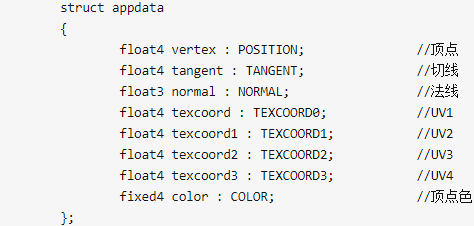 struct appdata
{
float4 vertex : POSITION; //顶点
float4 tangent : TANGENT; //切线
float3 normal : NORMAL; //法线
float4 texcoord : TEXCOORD0; //UV1
float4 texcoord1 : TEXCOORD1; //UV2
float4 texcoord2 : TEXCOORD2; //UV3
float4 texcoord3 : TEXCOORD3; //UV4
fixed4 color : COLOR; //顶点色
};